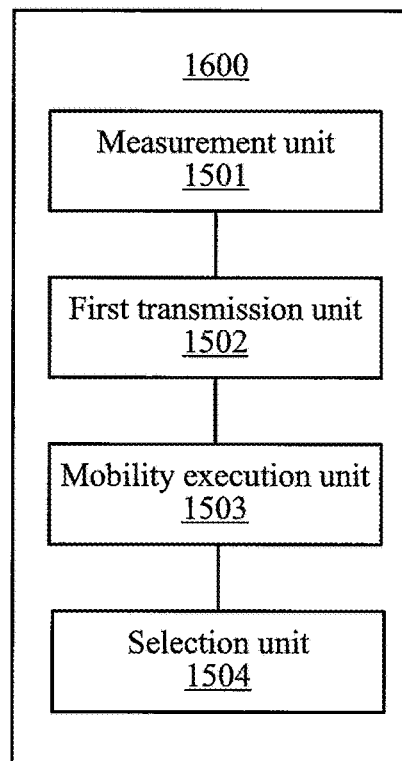 1600
Measurement unit
1501
First transmission unit
1502
Mobility execution unit
1503
Selection unit
1504